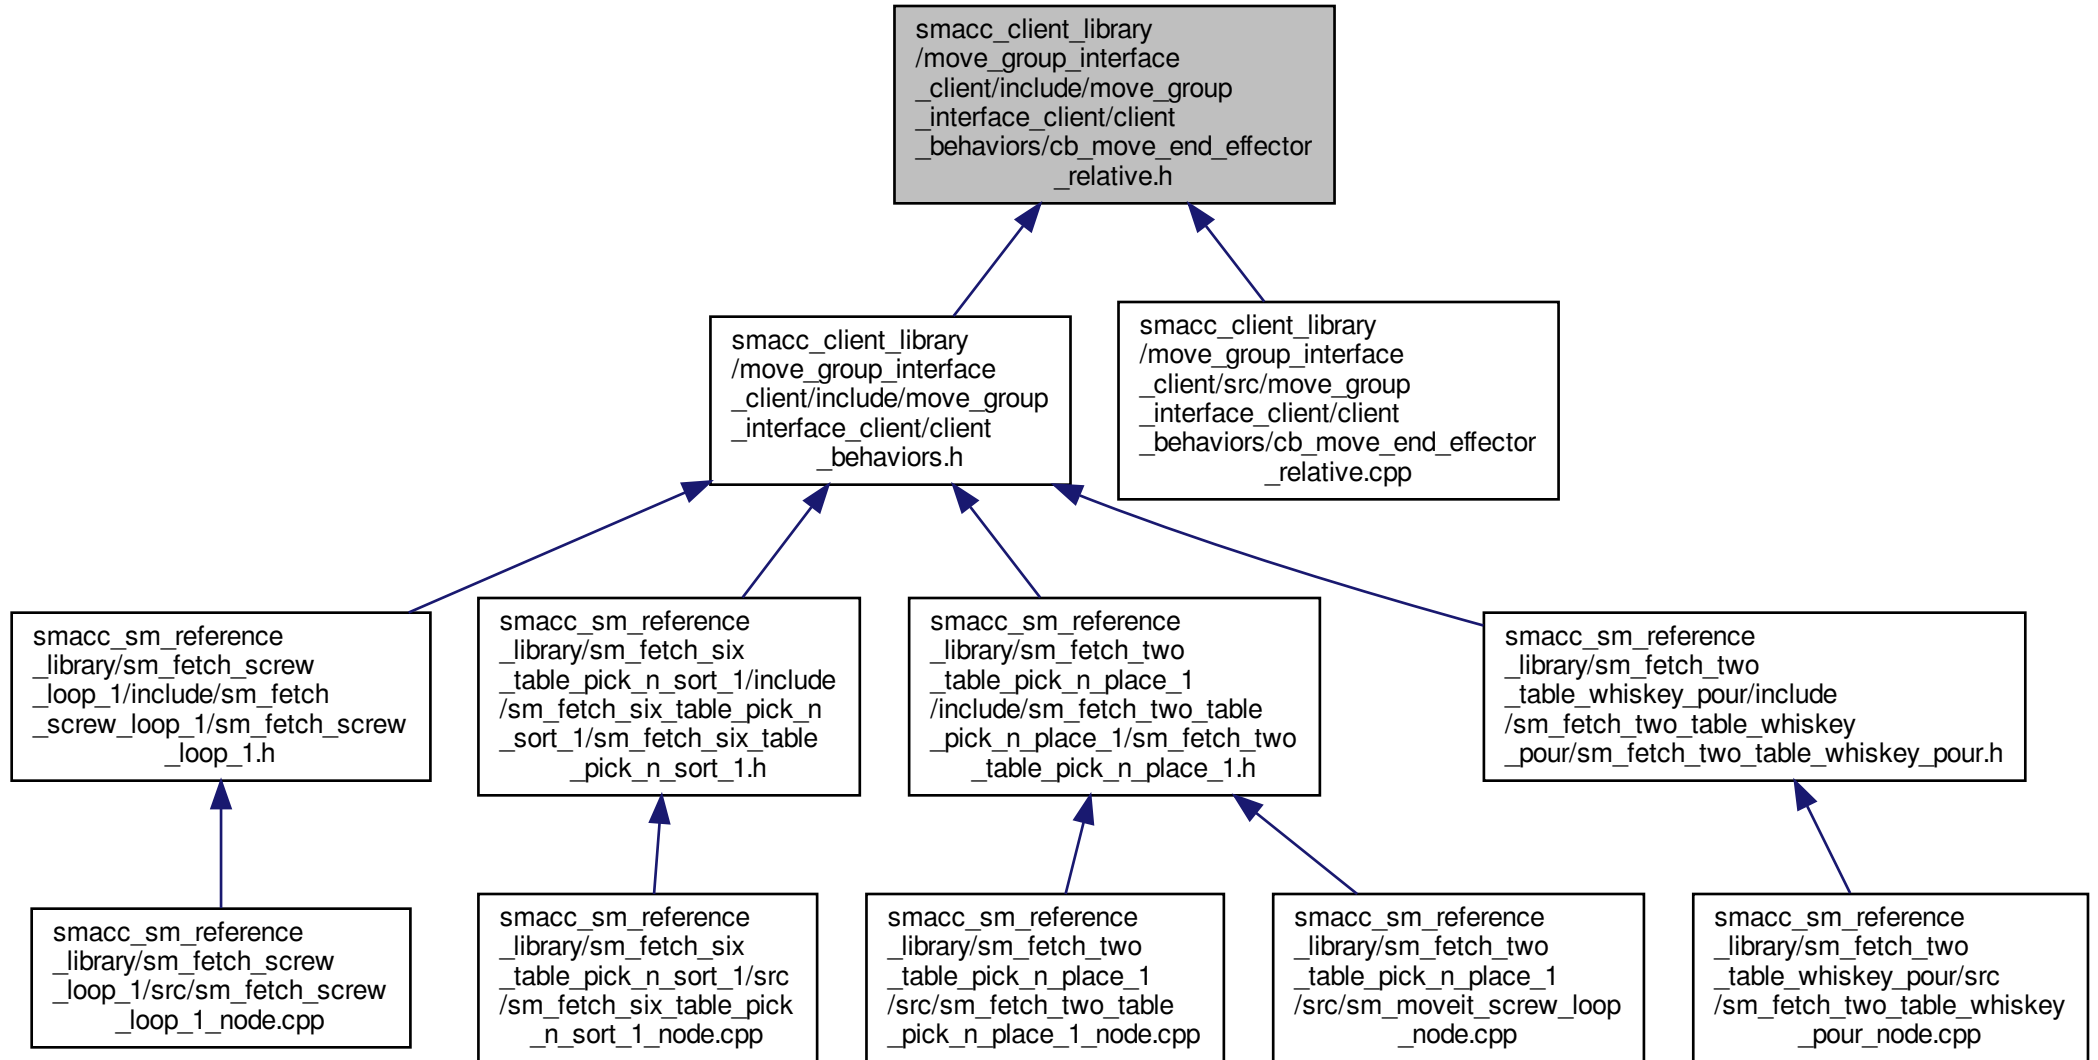 smacc_client_library
/move_group_interface
_client/include/move_group
_interface_client/client
_behaviors/cb_move_end_effector
_relative.h
smacc_client_library
/move_group_interface
_client/include/move_group
_interface_client/client
_behaviors.h
smacc_client_library
/move_group_interface
_client/src/move_group
_interface_client/client
_behaviors/cb_move_end_effector
_relative.cpp
smacc_sm_reference
_library/sm_fetch_screw
_loop_1/include/sm_fetch
_screw_loop_1/sm_fetch_screw
_loop_1.h
smacc_sm_reference
_library/sm_fetch_six
_table_pick_n_sort_1/include
/sm_fetch_six_table_pick_n
_sort_1/sm_fetch_six_table
_pick_n_sort_1.h
smacc_sm_reference
_library/sm_fetch_two
_table_pick_n_place_1
/include/sm_fetch_two_table
_pick_n_place_1/sm_fetch_two
_table_pick_n_place_1.h
smacc_sm_reference
_library/sm_fetch_two
_table_whiskey_pour/include
/sm_fetch_two_table_whiskey
_pour/sm_fetch_two_table_whiskey_pour.h
smacc_sm_reference
_library/sm_fetch_screw
_loop_1/src/sm_fetch_screw
_loop_1_node.cpp
smacc_sm_reference
_library/sm_fetch_six
_table_pick_n_sort_1/src
/sm_fetch_six_table_pick
_n_sort_1_node.cpp
smacc_sm_reference
_library/sm_fetch_two
_table_pick_n_place_1
/src/sm_fetch_two_table
_pick_n_place_1_node.cpp
smacc_sm_reference
_library/sm_fetch_two
_table_pick_n_place_1
/src/sm_moveit_screw_loop
_node.cpp
smacc_sm_reference
_library/sm_fetch_two
_table_whiskey_pour/src
/sm_fetch_two_table_whiskey
_pour_node.cpp